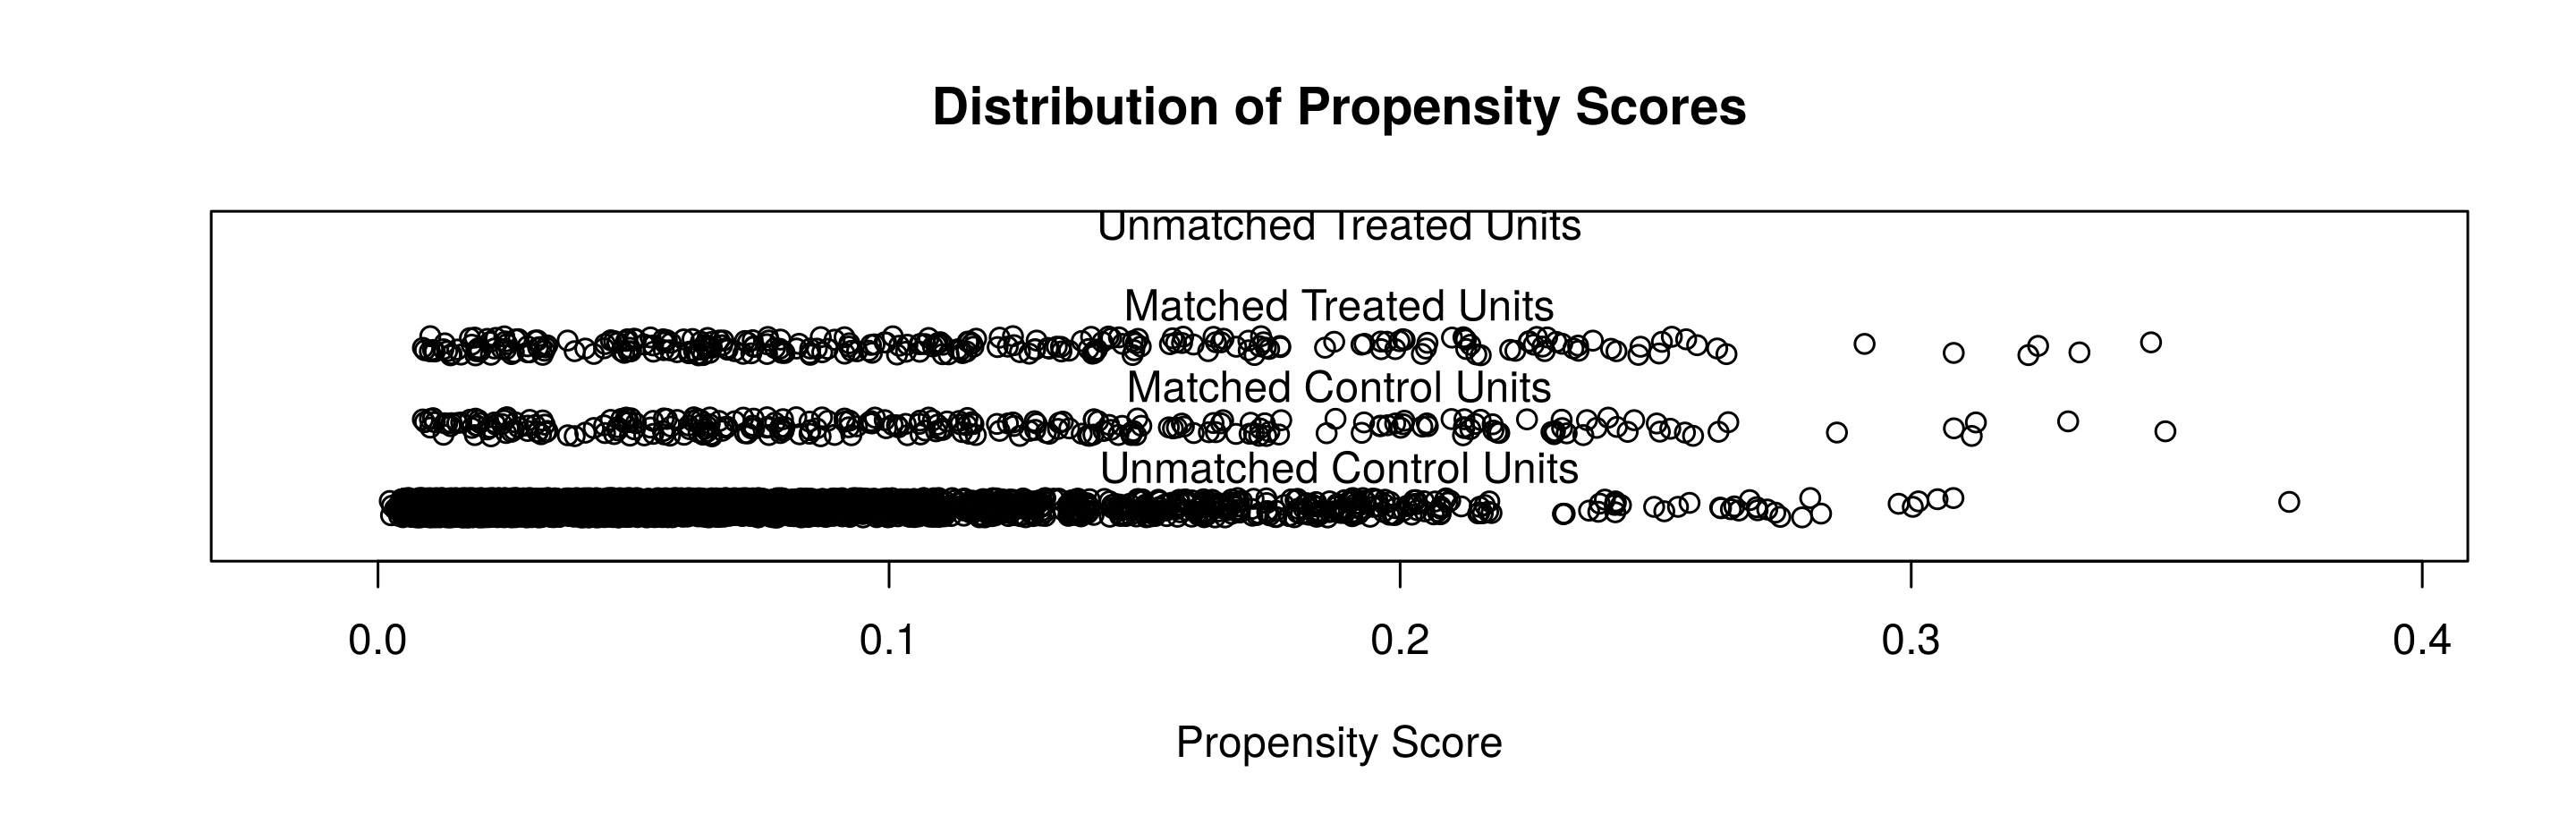 Distribution of Propensity Scores
Unmatched Treated Units
Matched Treated Units
Matched Control Units
Unmatched Control Units
0.0 0.1 0.2 0.3 0.4
Propensity Score